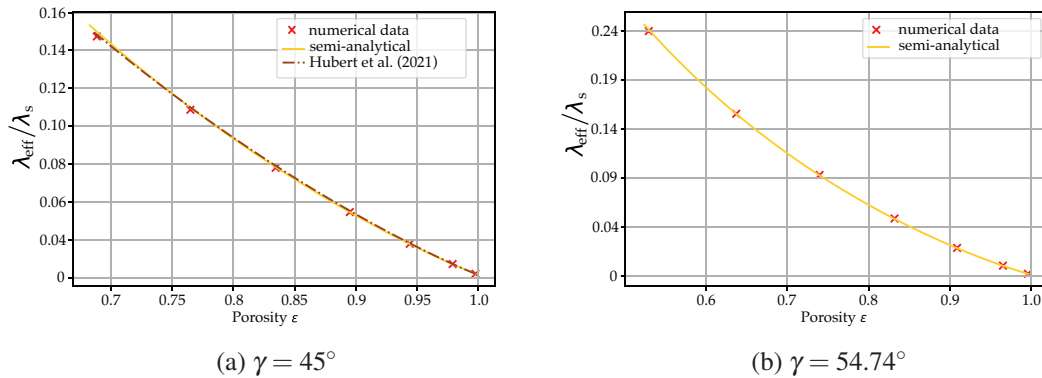 0.16
0.14
0.12
0.10
0.08
0.06
0.04
0
λeff/λs
numerical data
semi-analytical
Hubert et al. (2021)
0.7
0.75
0.8
0.85
0.9
0.95
1.0
Porosity ε
(a) γ = 45°
0.24
0.19
0.14
0.09
0.04
0
λeff/λs
numerical data
semi-analytical
0.6
0.7
0.8
0.9
1.0
Porosity ε
(b) γ = 54.74°